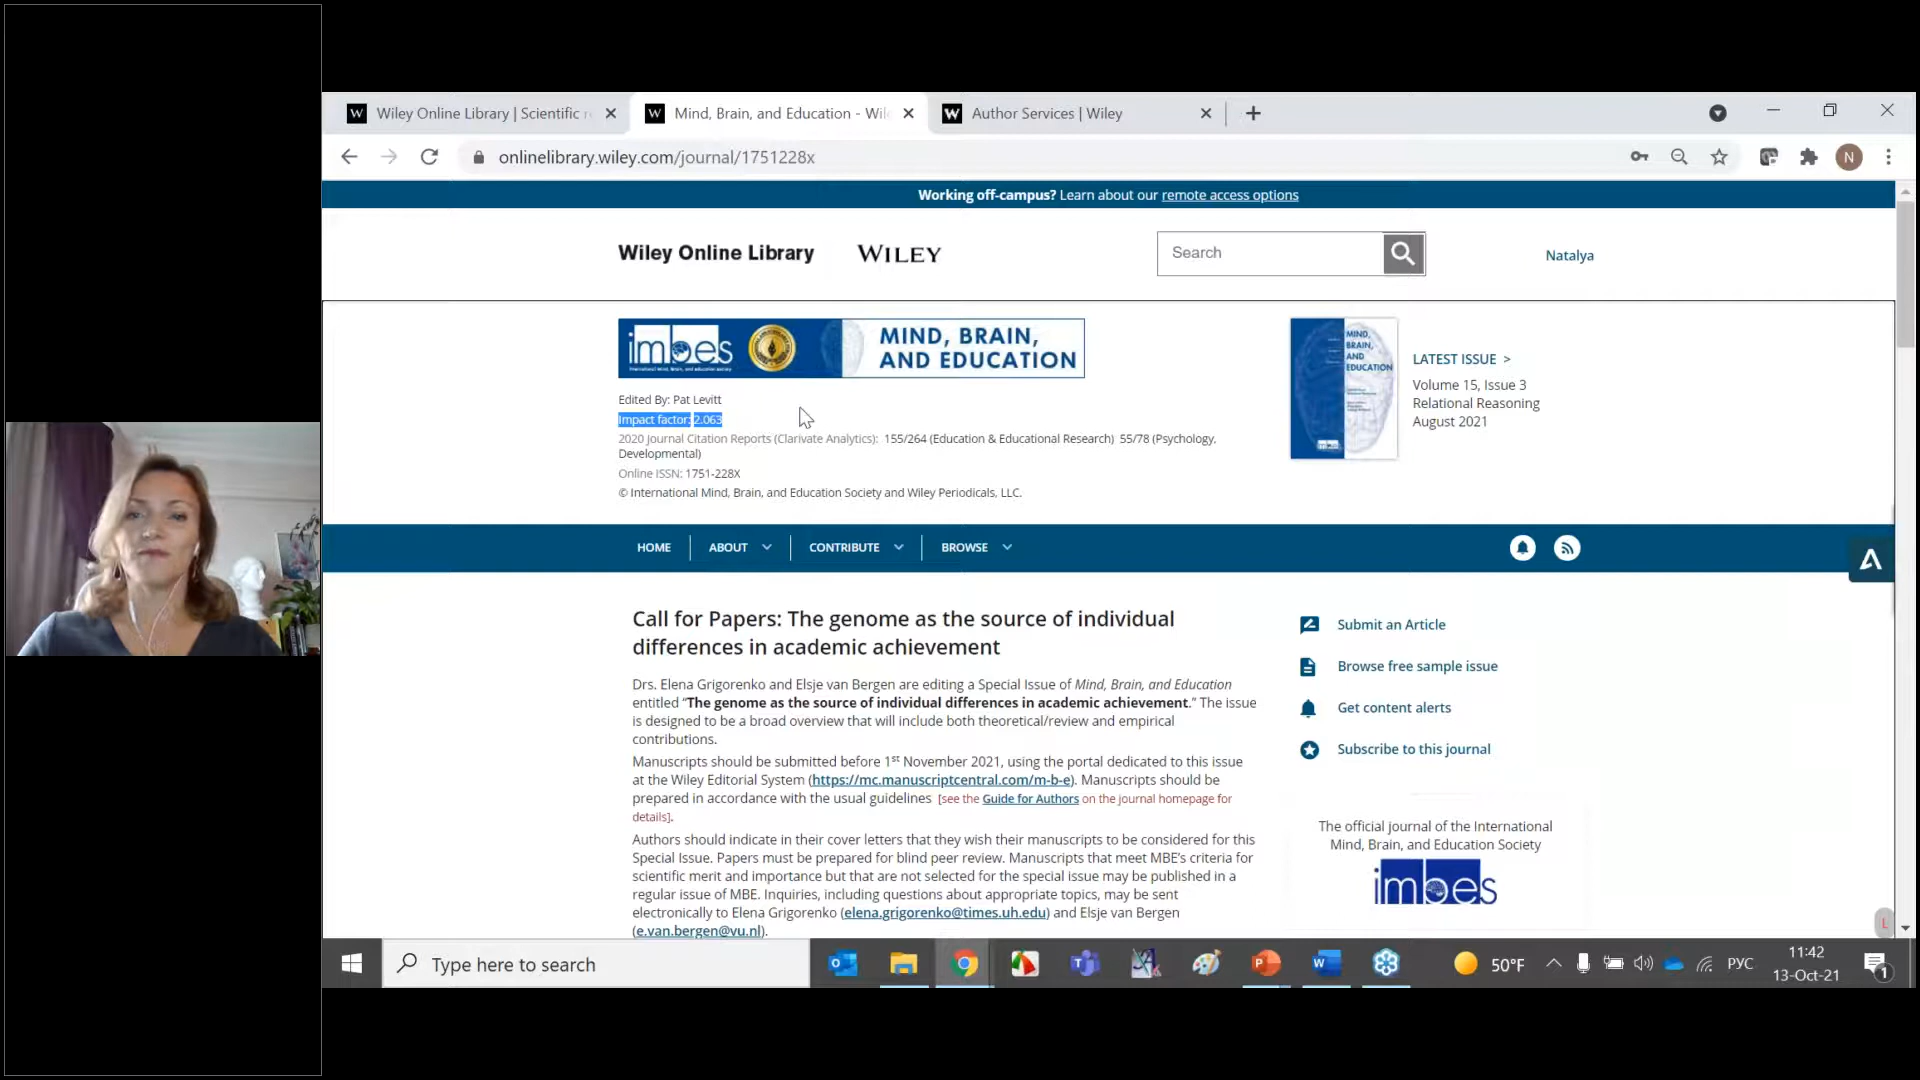 Wiley Online Library | Scientific r
Mind, Brain, and Education - Wil
Author Services | Wiley
onlinelibrary.wiley.com/journal/1751228x
N
Working off-campus? Learn about our remote access options
Wiley Online Library
WILEY
Search
Natalya
imbes
MIND, BRAIN,
AND EDUCATION
MIND,
BRAIN,
AND
EDUCATION
LATEST ISSUE >
Volume 15, Issue 3
Relational Reasoning
August 2021
Edited By: Pat Levitt
Impact factor: 2.063
2020 Journal Citation Reports (Clarivate Analytics): 155/264 (Education & Educational Research) 55/78 (Psychology,
Developmental)
Online ISSN: 1751-228X
© International Mind, Brain, and Education Society and Wiley Periodicals, LLC.
HOME
ABOUT
CONTRIBUTE
BROWSE
Call for Papers: The genome as the source of individual
differences in academic achievement
Drs. Elena Grigorenko and Elsje van Bergen are editing a Special Issue of Mind, Brain, and Education
entitled “The genome as the source of individual differences in academic achievement.” The issue
is designed to be a broad overview that will include both theoretical/review and empirical
contributions.
Manuscripts should be submitted before 1st November 2021, using the portal dedicated to this issue
at the Wiley Editorial System (https://mc.manuscriptcentral.com/m-b-e). Manuscripts should be
prepared in accordance with the usual guidelines [see the Guide for Authors on the journal homepage for
details].
Authors should indicate in their cover letters that they wish their manuscripts to be considered for this
Special Issue. Papers must be prepared for blind peer review. Manuscripts that meet MBE’s criteria for
scientific merit and importance but that are not selected for the special issue may be published in a
regular issue of MBE. Inquiries, including questions about appropriate topics, may be sent
electronically to Elena Grigorenko (elena.grigorenko@times.uh.edu) and Elsje van Bergen
(e.van.bergen@vu.nl).
Submit an Article
Browse free sample issue
Get content alerts
Subscribe to this journal
The official journal of the International
Mind, Brain, and Education Society
imbes
Type here to search
50°F
РУС
11:42
13-Oct-21
1